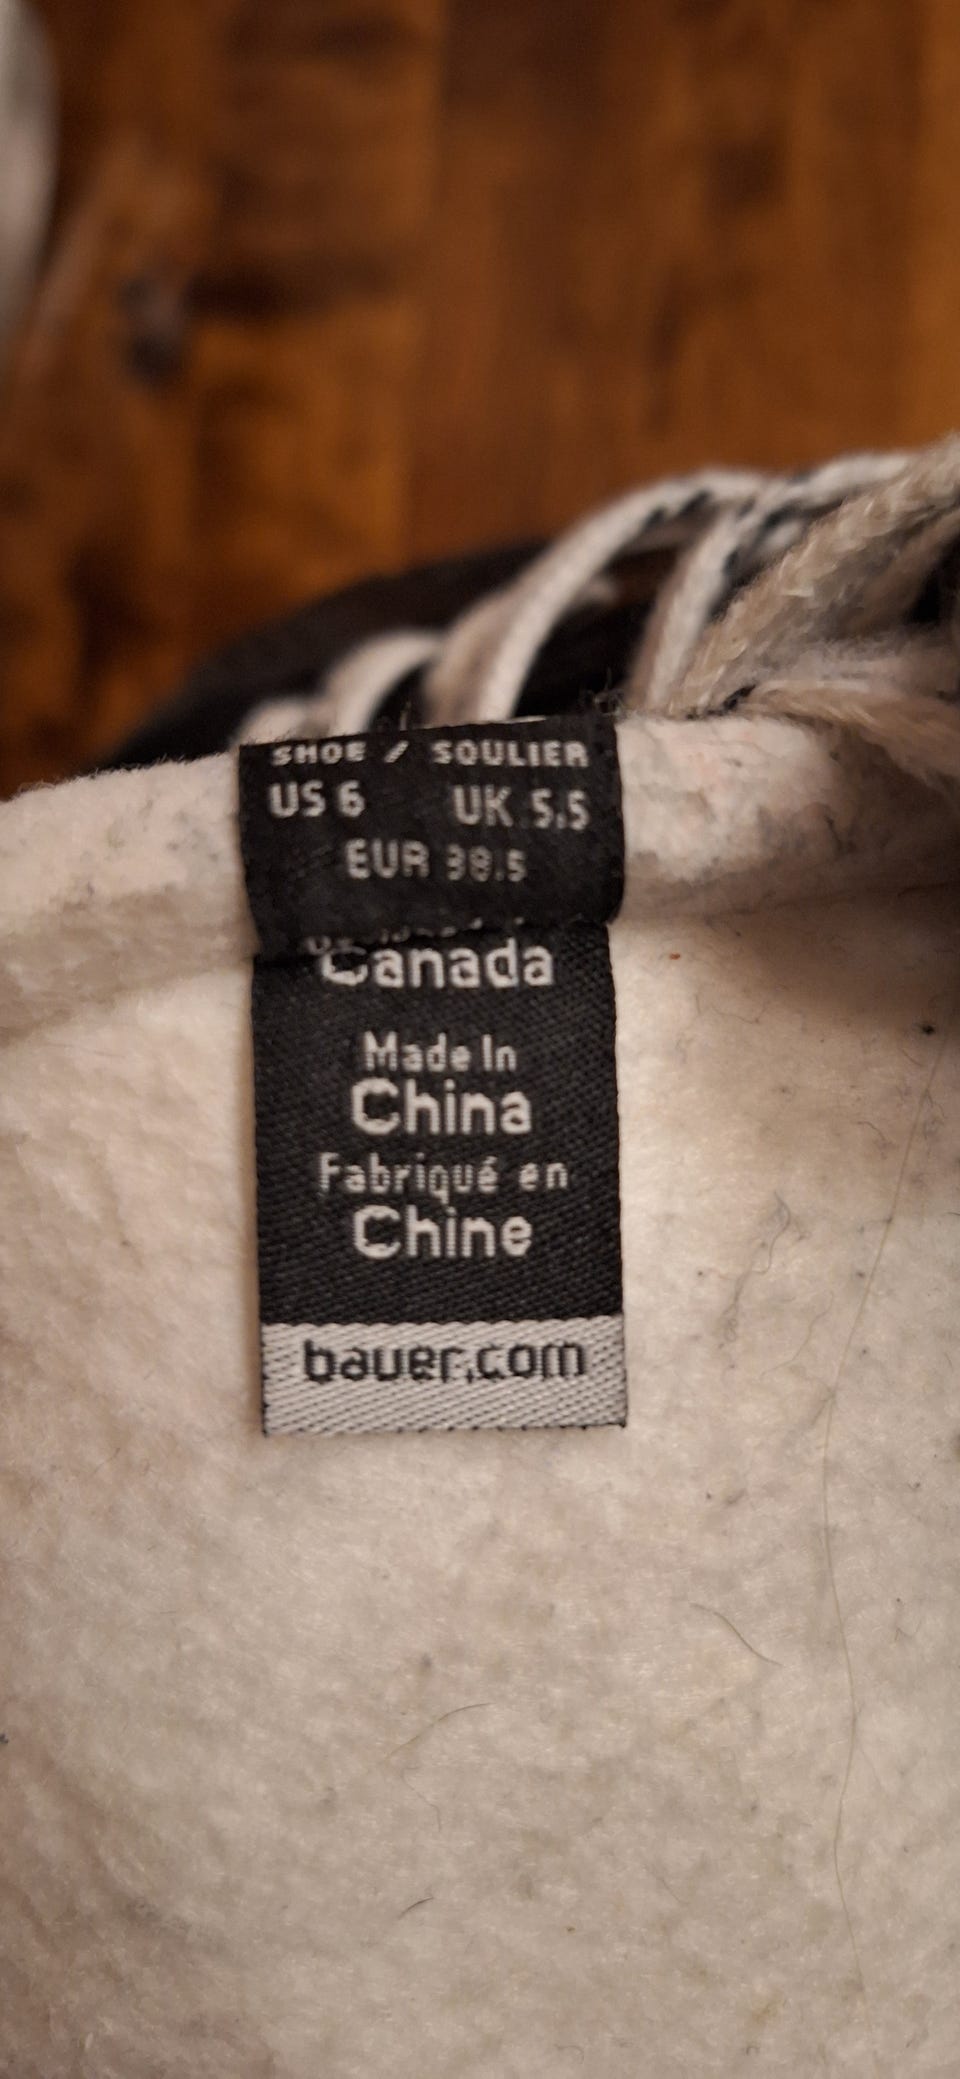 SHOE / SOULIER
US 6 UK 5.5
EUR 38.5
Canada
Made In
China
Fabriqué en
Chine
bauer.com